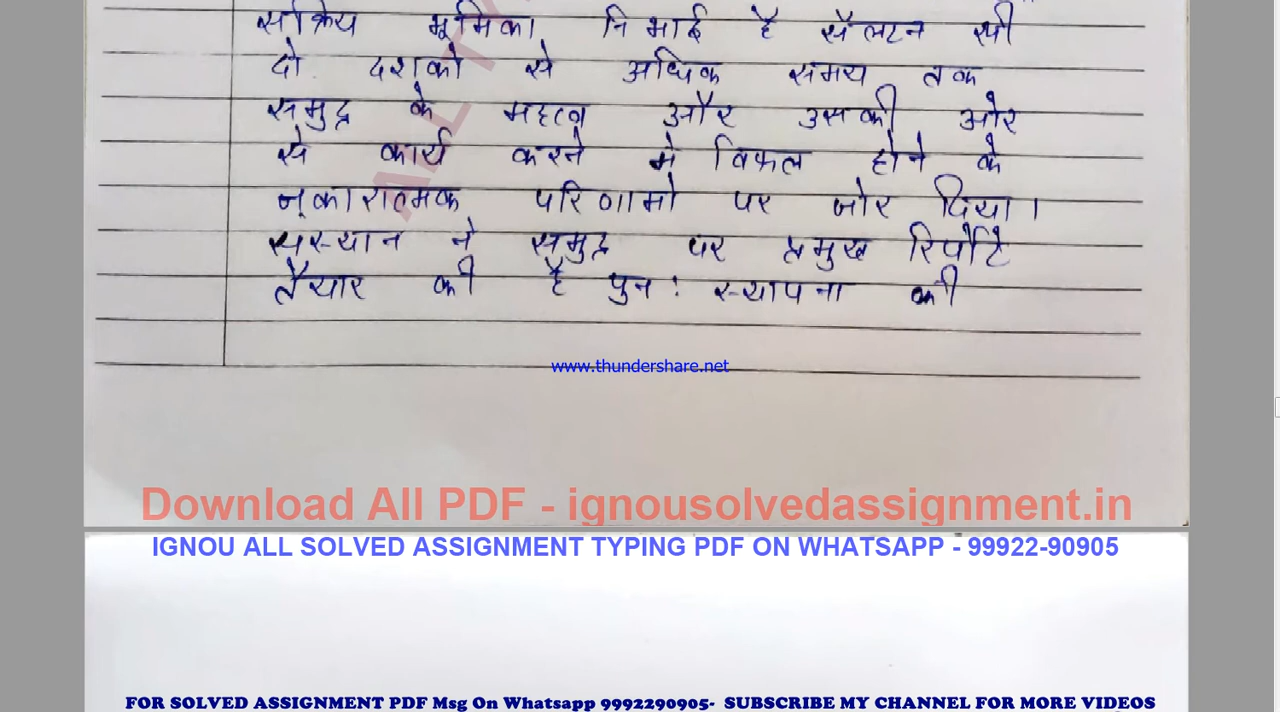 सक्रिय भूमिका निभाई है सैलटन सी
दो दशको से अधिक समय तक
समुद्र के महत्व और उसकी ओर
से कार्य करने मे विफल होने के
नकारात्मक परिणामो पर जोर दिया।
सस्थान ने समुद्र पर प्रमुख रिर्पोटे
तैयार की है पुन: स्थापना की
www.thundershare.net
Download All PDF - ignousolvedassignment.in
IGNOU ALL SOLVED ASSIGNMENT TYPING PDF ON WHATSAPP - 99922-90905
FOR SOLVED ASSIGNMENT PDF Msg On Whatsapp 9992290905- SUBSCRIBE MY CHANNEL FOR MORE VIDEOS